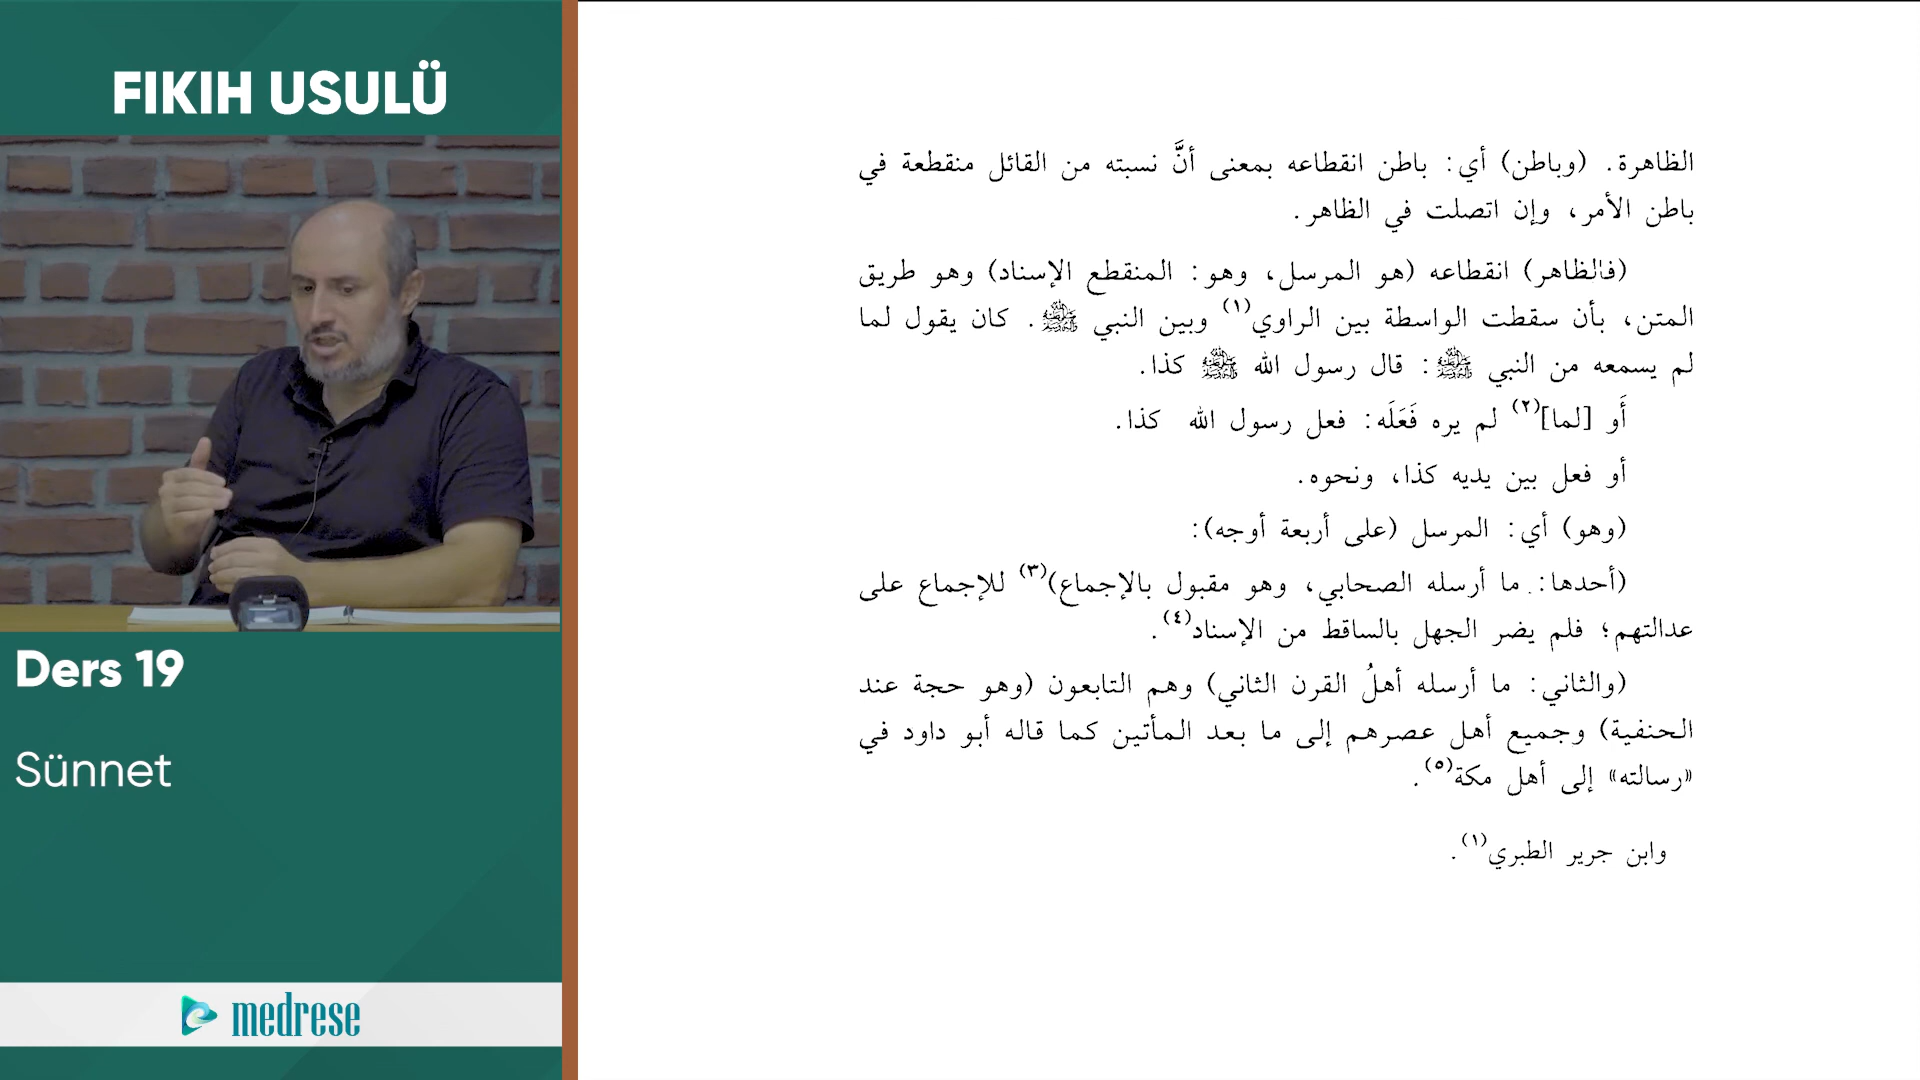 FIKIH USULÜ
Ders 19
Sünnet
medrese
الظاهرة. (وباطن) أي: باطن انقطاعه بمعنى أنَّ نسبته من القائل منقطعة في
باطن الأمر، وإن اتصلت في الظاهر.
(فالظاهر) انقطاعه (هو المرسل، وهو: المنقطع الإسناد) وهو طريق
المتن، بأن سقطت الواسطة بين الراوي(١) وبين النبي ﷺ. كان يقول لما
لم يسمعه من النبي ﷺ: قال رسول الله ﷺ كذا.
أَو [لما](٢) لم يره فَعَلَه: فعل رسول الله كذا.
أو فعل بين يديه كذا، ونحوه.
(وهو) أي: المرسل (على أربعة أوجه):
(أحدها: ما أرسله الصحابي، وهو مقبول بالإجماع)(٣) للإجماع على
عدالتهم؛ فلم يضر الجهل بالساقط من الإسناد(٤).
(والثاني: ما أرسله أهلُ القرن الثاني) وهم التابعون (وهو حجة عند
الحنفية) وجميع أهل عصرهم إلى ما بعد المأتين كما قاله أبو داود في
«رسالته» إلى أهل مكة(٥).
وابن جرير الطبري(١).